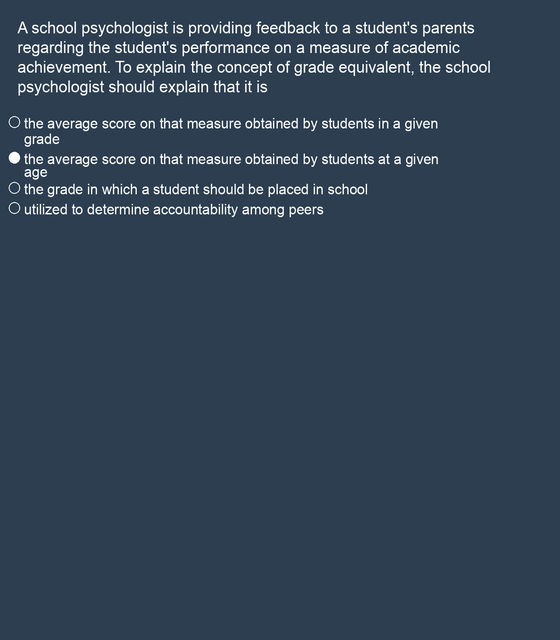 A school psychologist is providing feedback to a student's parents
regarding the student's performance on a measure of academic
achievement. To explain the concept of grade equivalent, the school
psychologist should explain that it is
the average score on that measure obtained by students in a given
grade
the average score on that measure obtained by students at a given
age
the grade in which a student should be placed in school
utilized to determine accountability among peers